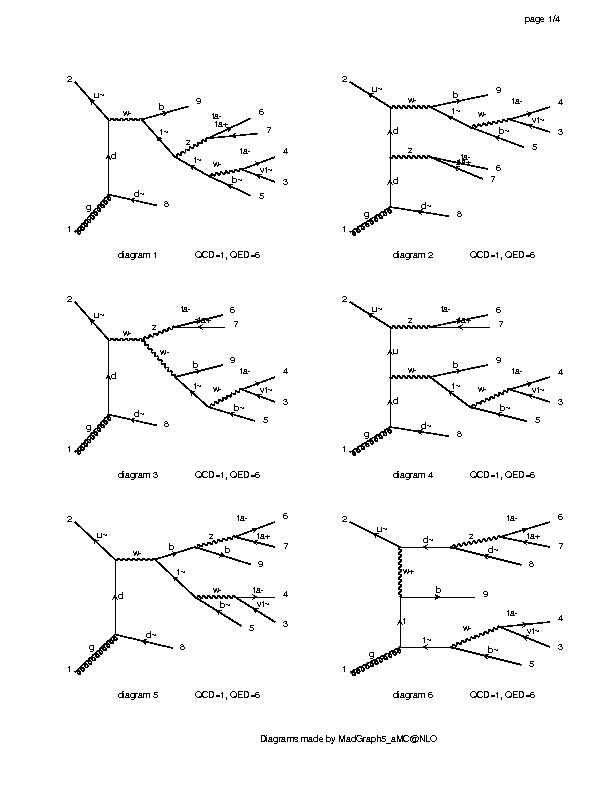 page 1/4
2
u~
w-
b
9
t~
z
ta-
ta+
6
7
t~
w-
ta-
4
vt~
3
b~
5
d
g
d~
8
1
diagram 1
QCD=1, QED=6
2
u~
w-
b
9
t~
w-
ta-
4
vt~
3
b~
5
d
z
ta-
ta+
6
7
d
g
d~
8
1
diagram 2
QCD=1, QED=6
2
u~
w-
z
ta-
ta+
6
7
w-
b
9
t~
w-
ta-
4
vt~
3
b~
5
d
g
d~
8
1
diagram 3
QCD=1, QED=6
2
u~
z
ta-
ta+
6
7
u
w-
b
9
t~
w-
ta-
4
vt~
3
b~
5
d
g
d~
8
1
diagram 4
QCD=1, QED=6
2
u~
w-
b
z
ta-
6
ta+
7
b
9
t~
w-
ta-
4
vt~
3
b~
5
d
g
d~
8
1
diagram 5
QCD=1, QED=6
2
u~
d~
z
ta-
6
ta+
7
d~
8
w+
b
9
t
t~
w-
ta-
4
vt~
3
b~
5
g
1
diagram 6
QCD=1, QED=6
Diagrams made by MadGraph5_aMC@NLO